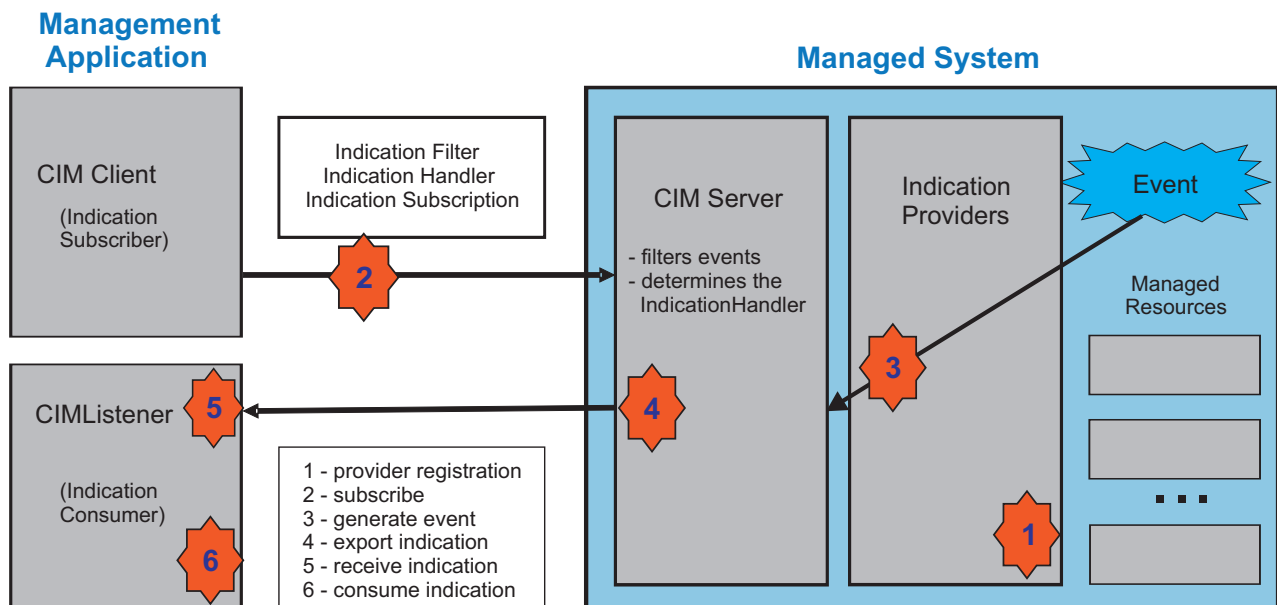 Management
Application
Managed System
CIM Client
(Indication
Subscriber)
Indication Filter
Indication Handler
Indication Subscription
2
CIM Server
- filters events
- determines the
IndicationHandler
Indication
Providers
Event
Managed
Resources
3
4
5
CIMListener
(Indication
Consumer)
6
1 - provider registration
2 - subscribe
3 - generate event
4 - export indication
5 - receive indication
6 - consume indication
1
. . .